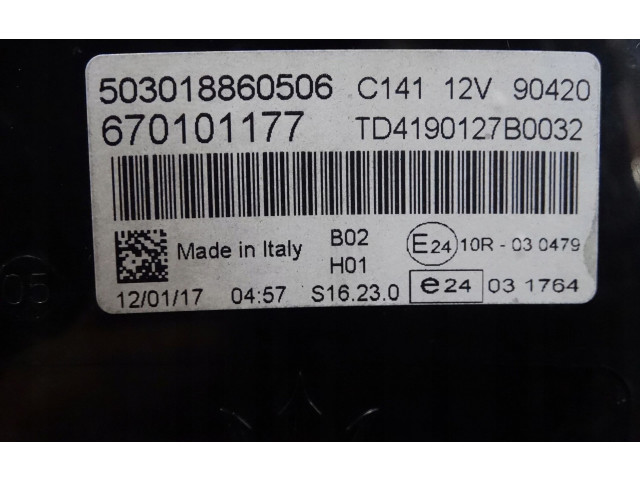 503018860506 C141 12V 90420
670101177 TD4190127B0032
Made in Italy B02 E24 10R - 03 0479
H01
12/01/17 04:57 S16.23.0 e24 03 1764
05